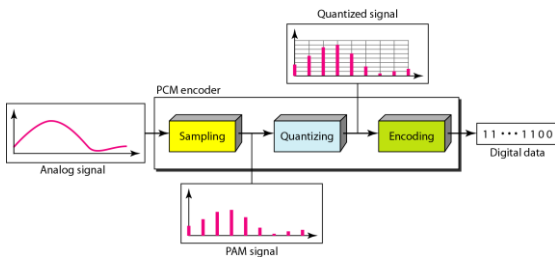 Quantized signal
PCM encoder
Sampling
Quantizing
Encoding
11 ••• 1100
Digital data
Analog signal
PAM signal